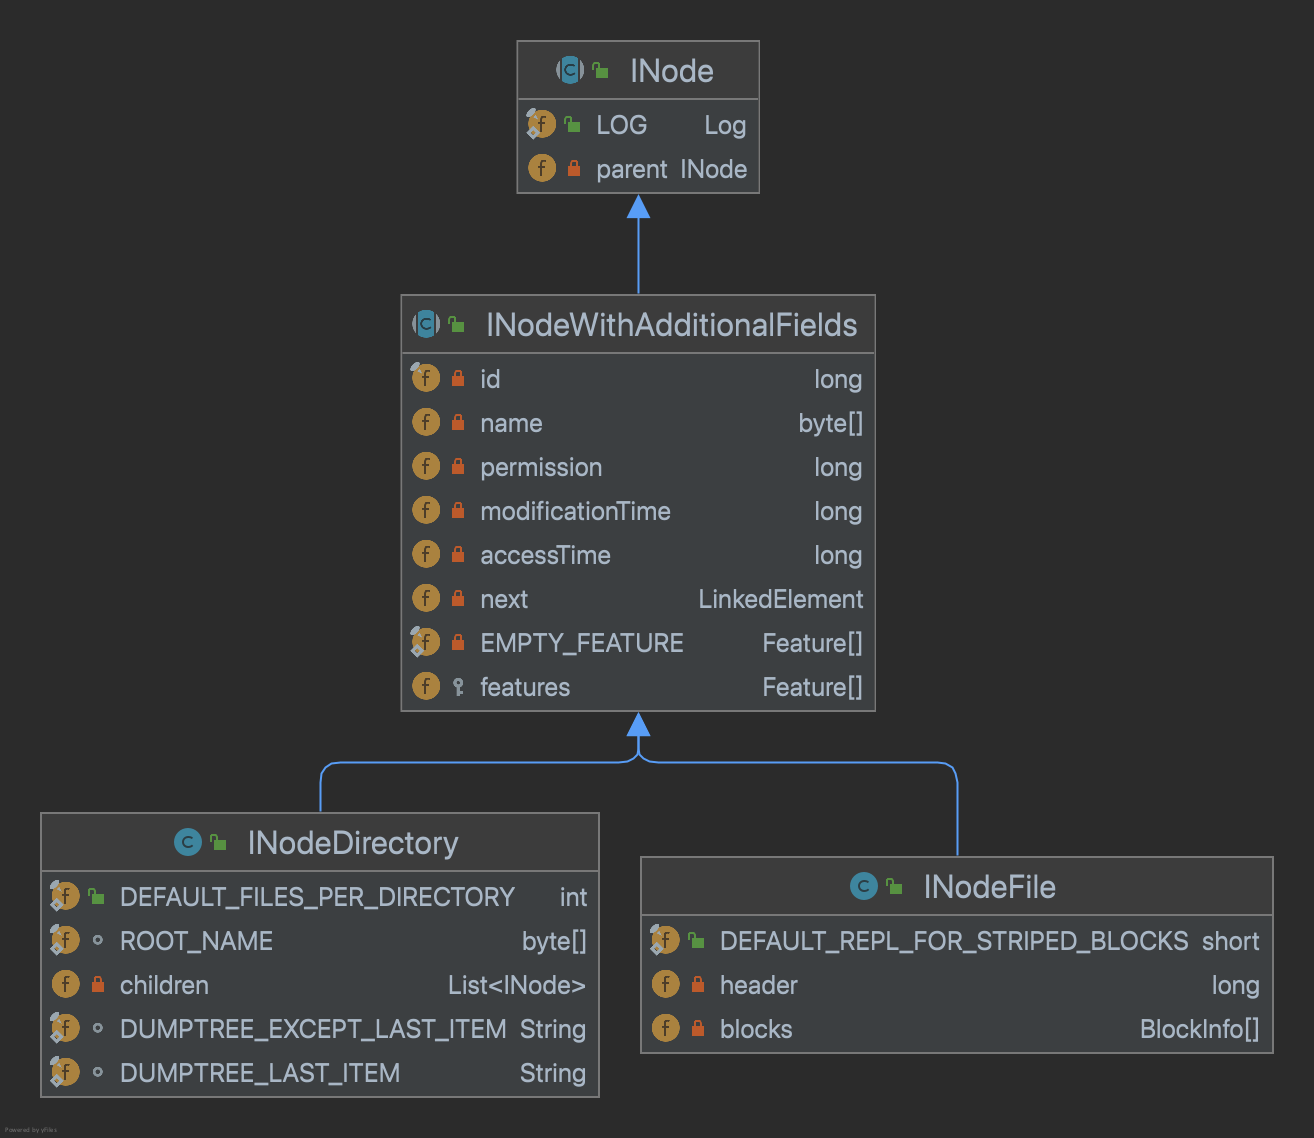 INode
LOG Log
parent INode
INodeWithAdditionalFields
id long
name byte[]
permission long
modificationTime long
accessTime long
next LinkedElement
EMPTY_FEATURE Feature[]
features Feature[]
INodeDirectory
DEFAULT_FILES_PER_DIRECTORY int
ROOT_NAME byte[]
children List<INode>
DUMPTREE_EXCEPT_LAST_ITEM String
DUMPTREE_LAST_ITEM String
INodeFile
DEFAULT_REPL_FOR_STRIPED_BLOCKS short
header long
blocks BlockInfo[]
Powered by yFiles